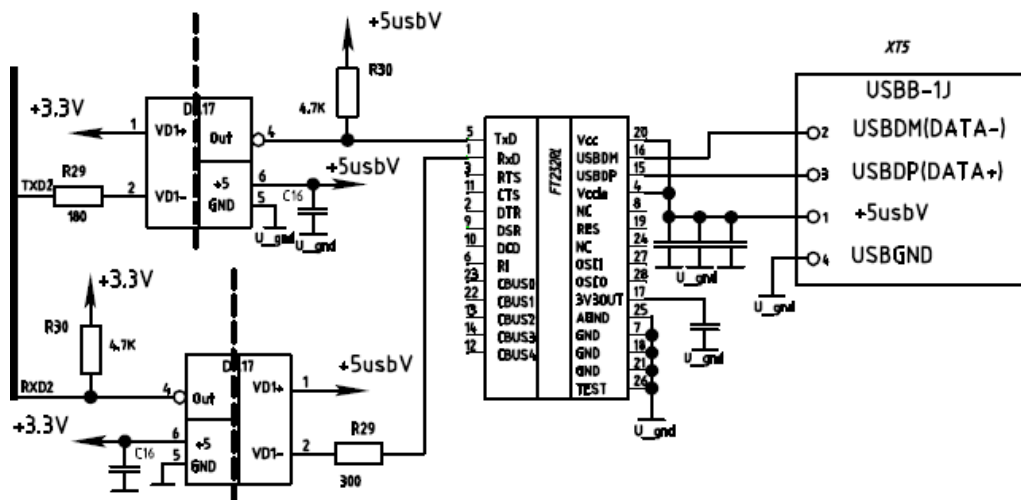 +5usbV
R30
4.7K
+3.3V
D 17
1
VD1+
Out
4
TXD2
R29
180
2
VD1-
+5
GND
6
5
C16
+5usbV
U_gnd
+3.3V
R30
4.7K
RXD2
4
D 17
Out
VD1+
1
+5usbV
+3.3V
6
+5
5
GND
C16
VD1-
2
R29
300
FT232RL
5 TxD
1 RxD
3 RTS
11 CTS
2 DTR
9 DSR
10 DCD
6 RI
23 CBUS0
22 CBUS1
13 CBUS2
14 CBUS3
12 CBUS4
Vcc 20
USBDM 16
USBDP 15
4
NC 8
RES 19
NC 24
OSCI 27
OSCO 28
3V3OUT 17
AGND 25
GND 7
GND 18
GND 21
TEST 26
U_gnd
U_gnd
U_gnd
XT5
USBB-1J
2 USBDM(DATA-)
3 USBDP(DATA+)
1 +5usbV
4 USBGND
U_gnd